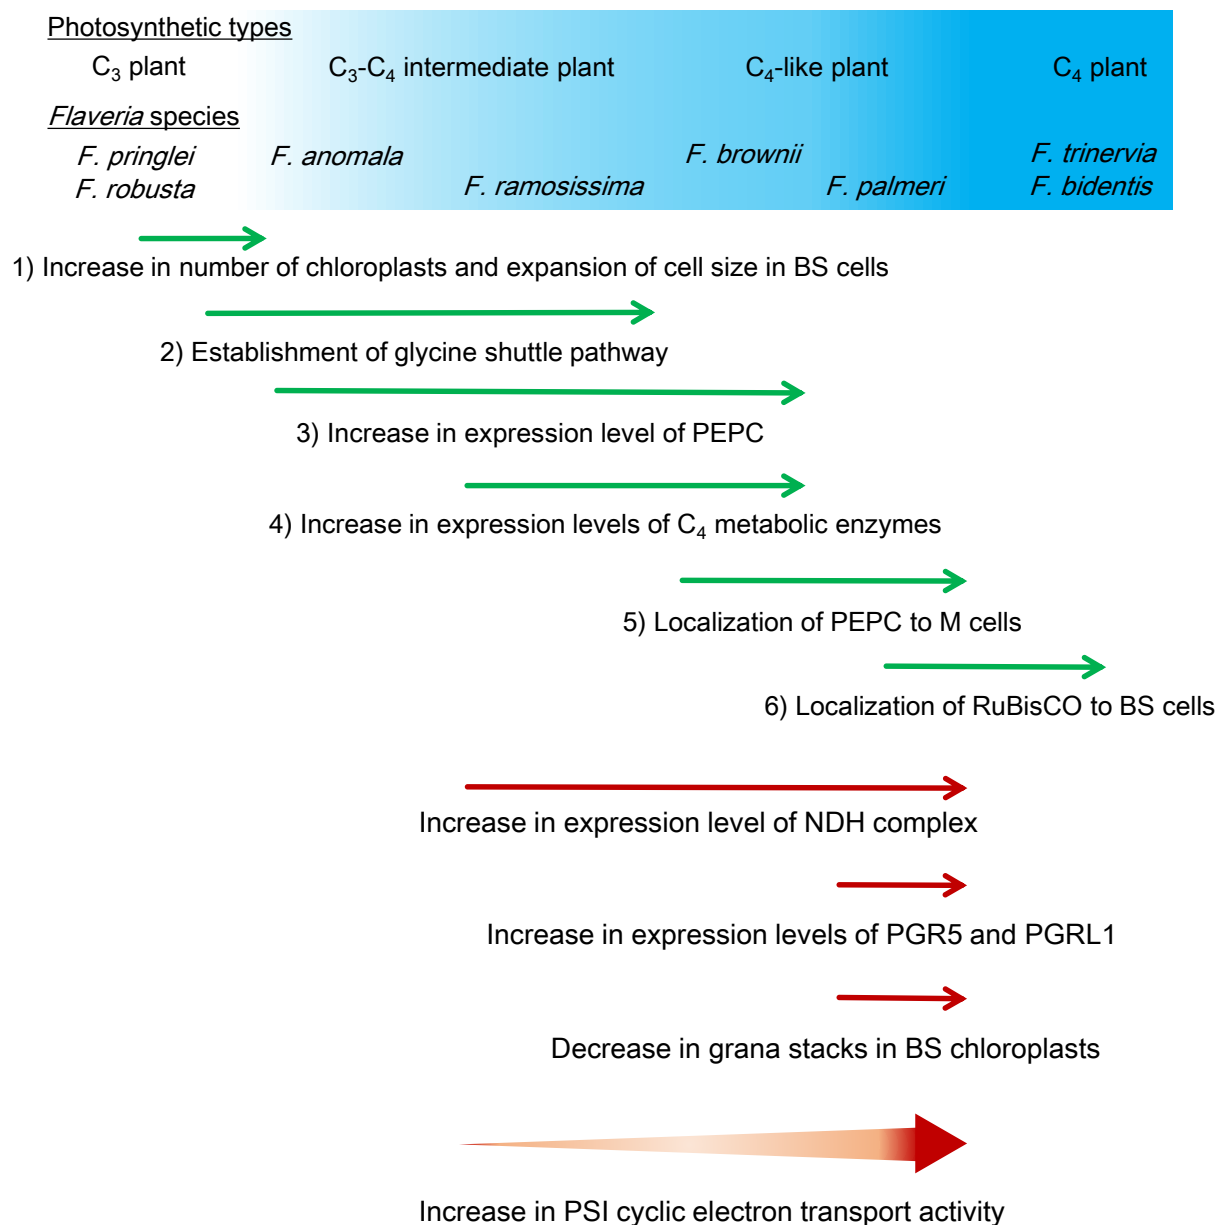 Photosynthetic types
C3 plant C3-C4 intermediate plant C4-like plant C4 plant
Flaveria species
F. pringlei F. anomala F. brownii F. trinervia
F. robusta F. ramosissima F. palmeri F. bidentis
1) Increase in number of chloroplasts and expansion of cell size in BS cells
2) Establishment of glycine shuttle pathway
3) Increase in expression level of PEPC
4) Increase in expression levels of C4 metabolic enzymes
5) Localization of PEPC to M cells
6) Localization of RuBisCO to BS cells
Increase in expression level of NDH complex
Increase in expression levels of PGR5 and PGRL1
Decrease in grana stacks in BS chloroplasts
Increase in PSI cyclic electron transport activity